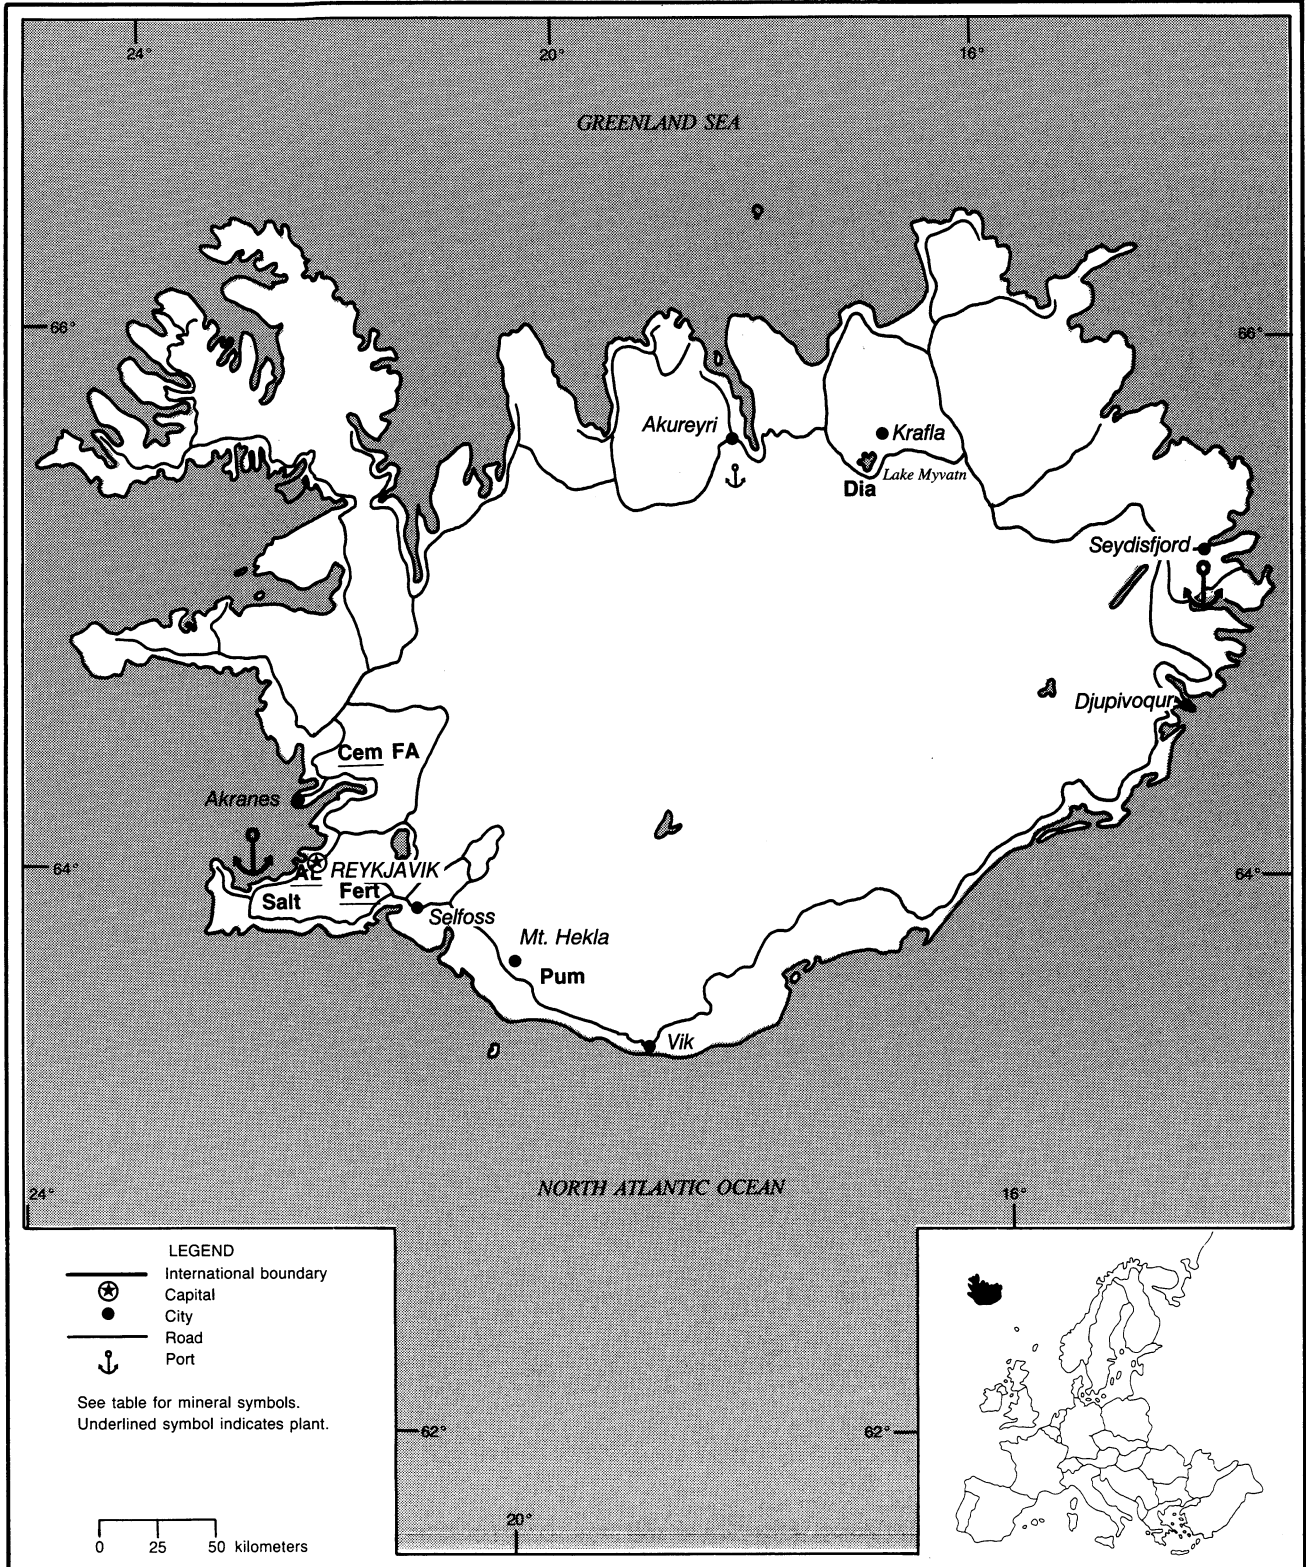 24° 20° 16°
GREENLAND SEA
66° 66°
Akureyri
Krafla
Lake Myvatn
Dia
Seydisfjord
Djupivoqur
Cem FA
Akranes
64° 64°
REYKJAVIK
AL
Fert
Salt
Selfoss
Mt. Hekla
Pum
Vik
NORTH ATLANTIC OCEAN
24° 16°
LEGEND
International boundary
Capital
City
Road
Port
See table for mineral symbols.
Underlined symbol indicates plant.
62° 62°
20°
0 25 50 kilometers